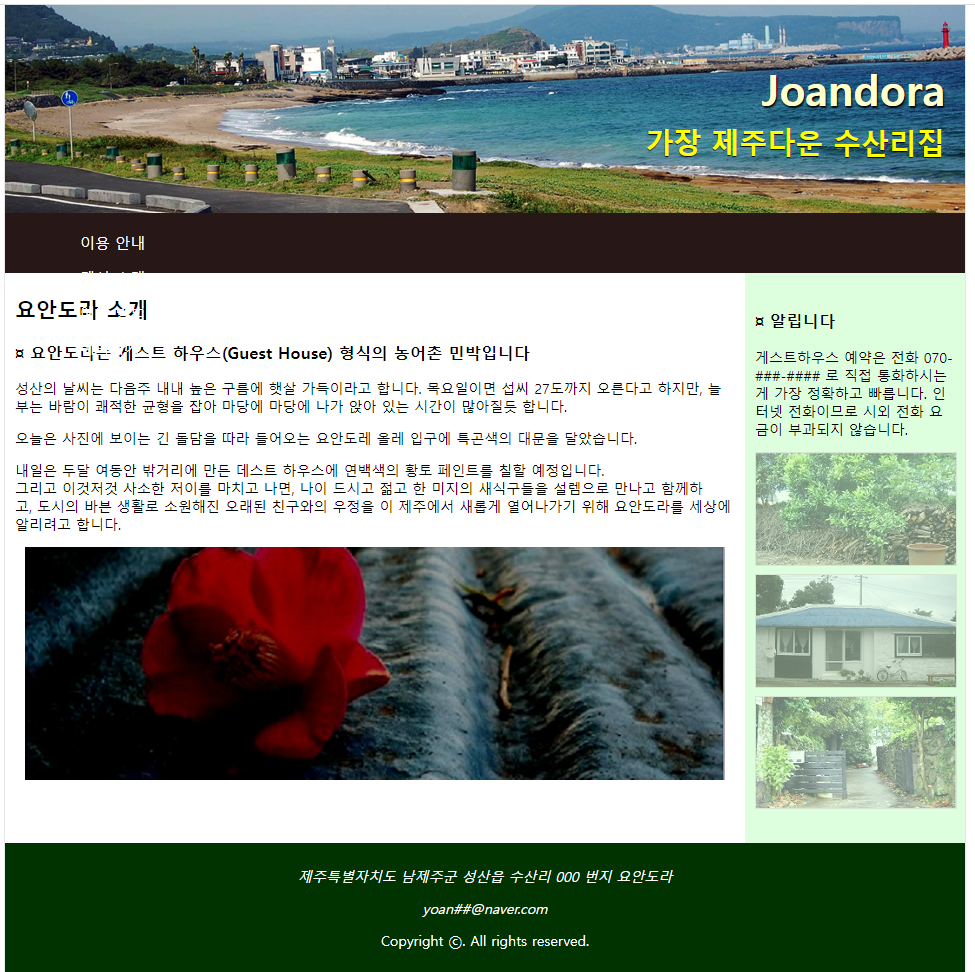 Joandora
가장 제주다운 수산리집
이용 안내
요안도라 소개
¤ 요안도라는 게스트 하우스(Guest House) 형식의 농어촌 민박입니다
성산의 날씨는 다음주 내내 높은 구름에 햇살 가득이라고 합니다. 목요일이면 섭씨 27도까지 오른다고 하지만, 늘
부는 바람이 쾌적한 균형을 잡아 마당에 마당에 나가 앉아 있는 시간이 많아질듯 합니다.
오늘은 사진에 보이는 긴 돌담을 따라 들어오는 요안도레 올레 입구에 특곤색의 대문을 달았습니다.
내일은 두달 여동안 밖거리에 만든 데스트 하우스에 연백색의 황토 페인트를 칠할 예정입니다.
그리고 이것저것 사소한 저이를 마치고 나면, 나이 드시고 젊고 한 미지의 새식구들을 설렘으로 만나고 함께하
고, 도시의 바쁜 생활로 소원해진 오래된 친구와의 우정을 이 제주에서 새롭게 열어나가기 위해 요안도라를 세상에
알리려고 합니다.
¤ 알립니다
게스트하우스 예약은 전화 070-
###-#### 로 직접 통화하시는
게 가장 정확하고 빠릅니다. 인
터넷 전화이므로 시외 전화 요
금이 부과되지 않습니다.
제주특별자치도 남제주군 성산읍 수산리 000 번지 요안도라
yoan##@naver.com
Copyright ⓒ. All rights reserved.